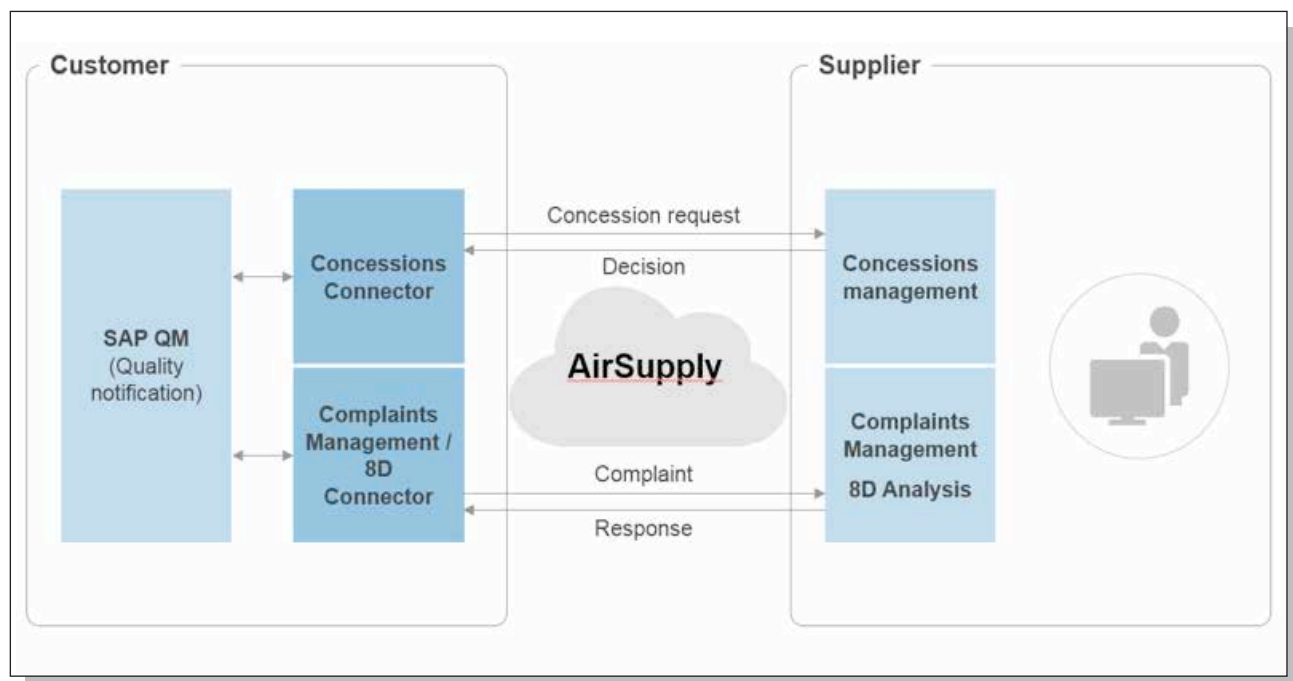 Customer
Supplier
SAP QM
(Quality
notification)
Concessions
Connector
Complaints
Management /
8D
Connector
Concession request
Decision
AirSupply
Complaint
Response
Concessions
management
Complaints
Management
8D Analysis